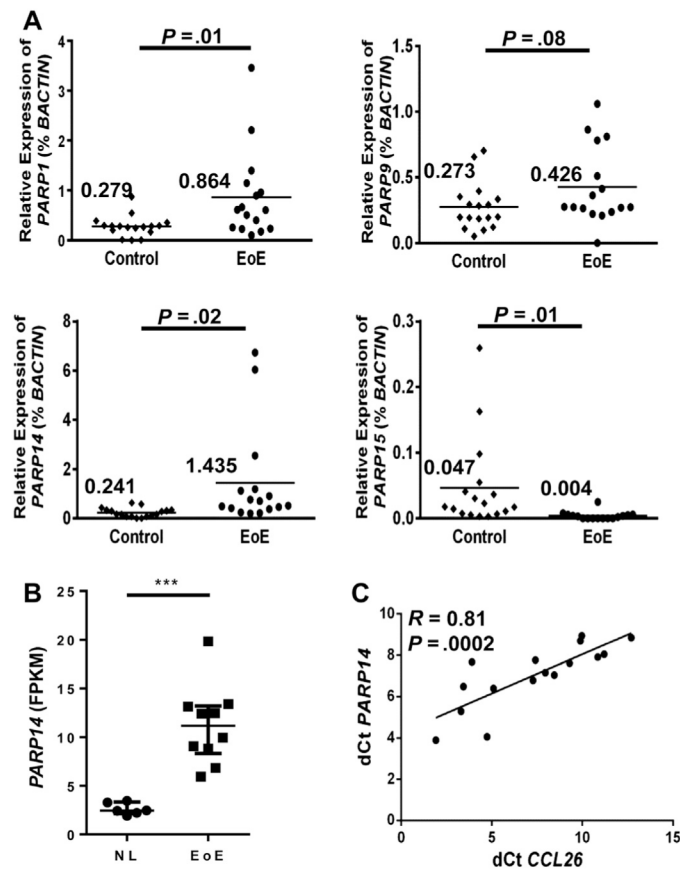 A
P = .01
Relative Expression of
PARP1 (% BACTIN)
4
3
2
1
0
0.279
0.864
Control
EoE
P = .08
Relative Expression of
PARP9 (% BACTIN)
1.5
1.0
0.5
0.0
0.273
0.426
Control
EoE
P = .02
Relative Expression of
PARP14 (% BACTIN)
8
6
4
2
0
0.241
1.435
Control
EoE
P = .01
Relative Expression of
PARP15 (% BACTIN)
0.3
0.2
0.1
0.0
0.047
0.004
Control
EoE
B
***
PARP14 (FPKM)
25
20
15
10
5
0
NL
EoE
C
R = 0.81
P = .0002
dCt PARP14
10
8
6
4
2
0
0
5
10
15
dCt CCL26